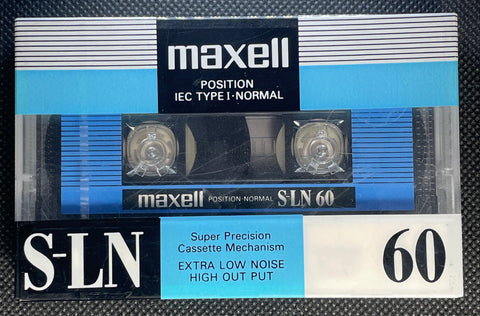 maxell
POSITION
IEC TYPE I·NORMAL
maxell POSITION·NORMAL S-LN 60
S-LN
Super Precision
Cassette Mechanism
EXTRA LOW NOISE
HIGH OUT PUT
60